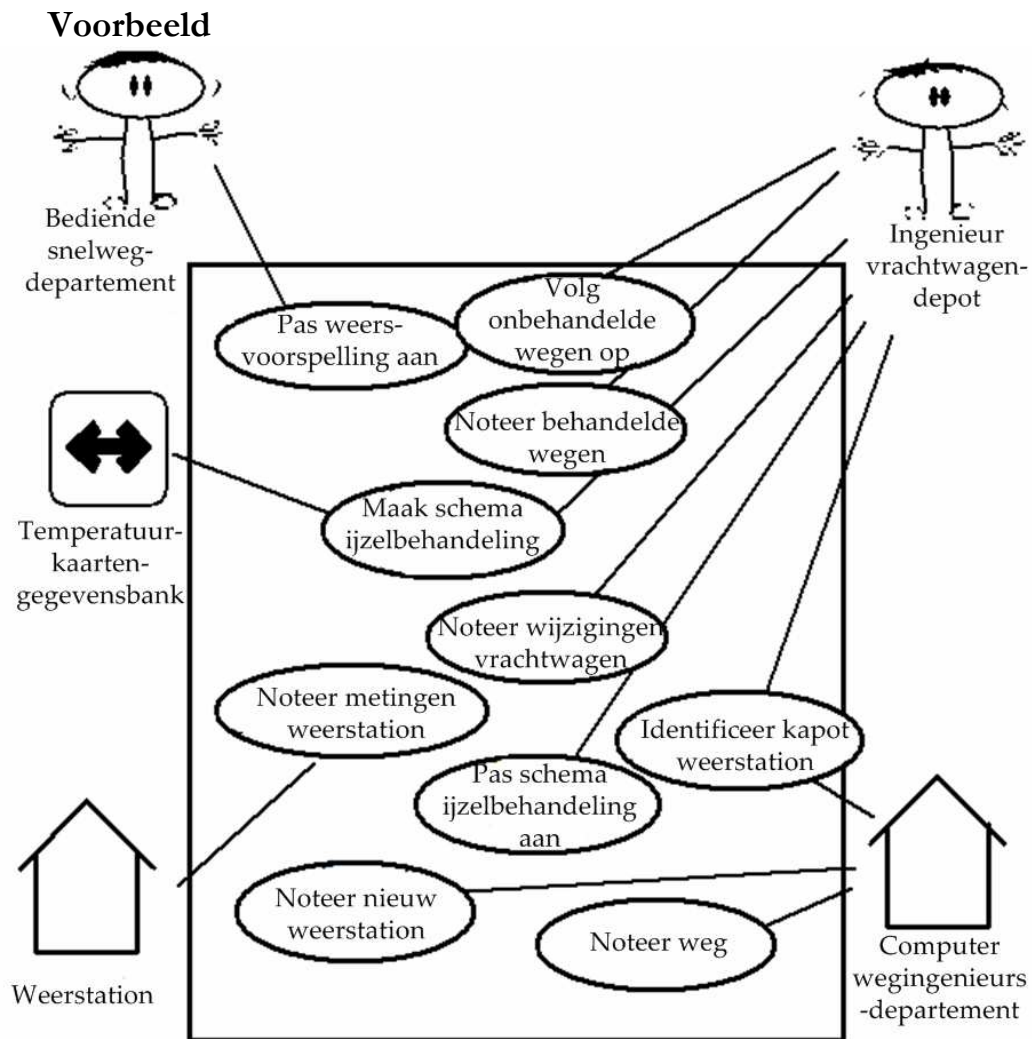 Voorbeeld
Bediende
snelweg-
departement
Ingenieur
vrachtwagen-
depot
Pas weers-
voorspelling aan
Volg
onbehandelde
wegen op
Noteer behandelde
wegen
Temperatuur-
kaarten-
gegevensbank
Maak schema
ijzelbehandeling
Noteer wijzigingen
vrachtwagen
Noteer metingen
weerstation
Identificeer kapot
weerstation
Pas schema
ijzelbehandeling
aan
Noteer nieuw
weerstation
Noteer weg
Weerstation
Computer
wegingenieurs
-departement